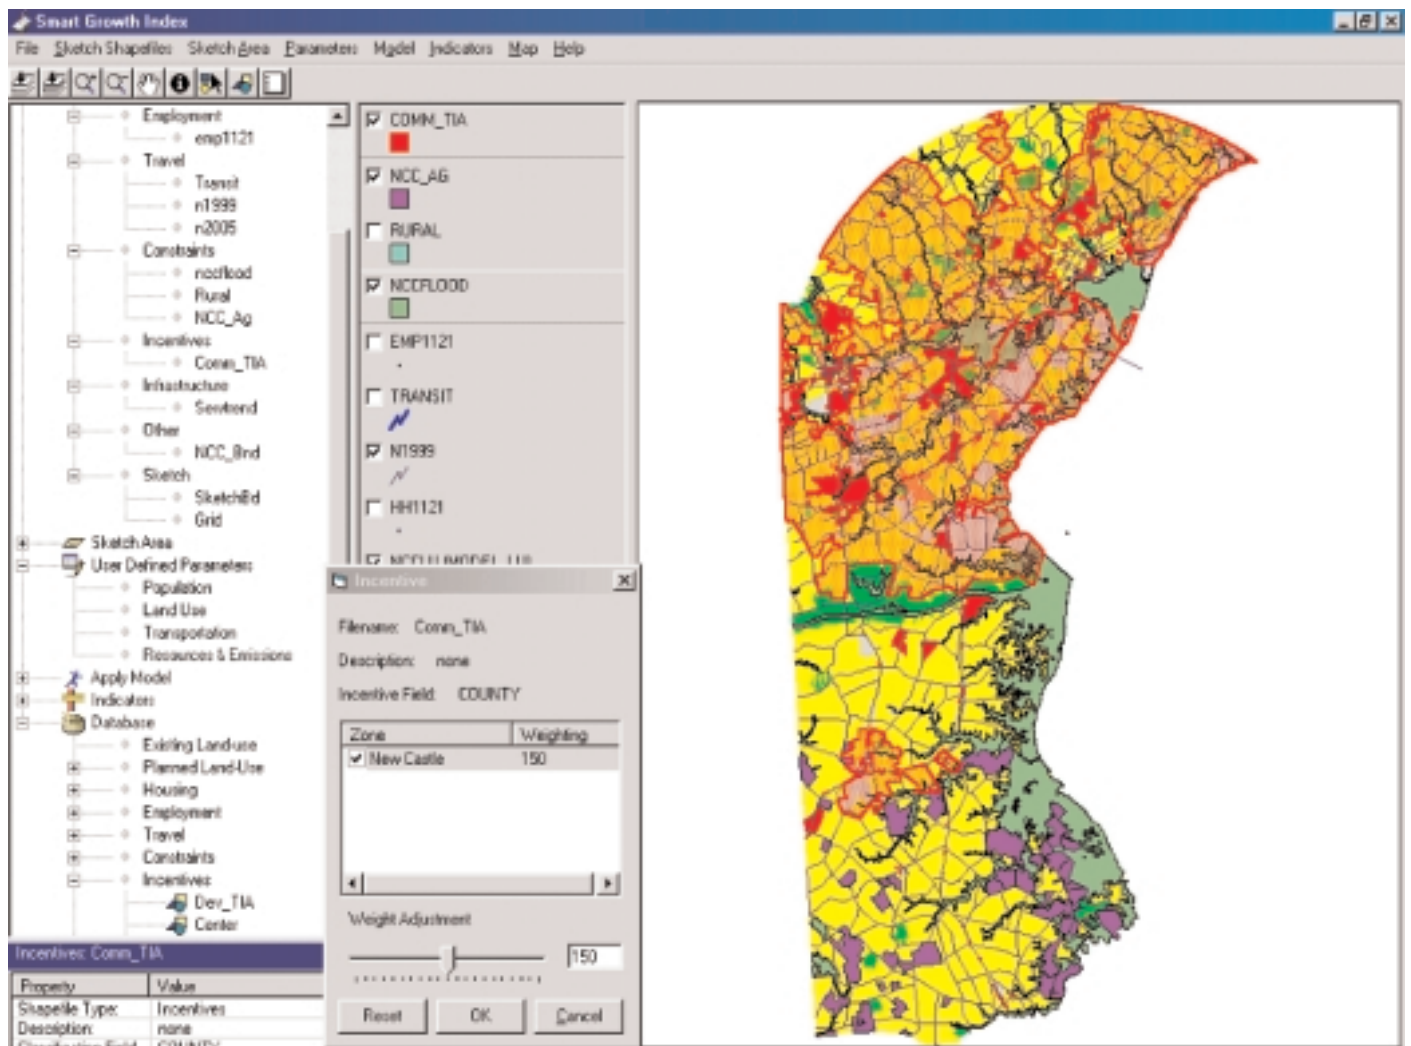 Smart Growth Index
File Sketch Shapefiles Sketch Area Parameters Model Indicators Map Help
Employment
emp1121
Travel
Transit
n1999
n2005
Constraints
nccflood
Rural
NCC_Ag
Incentives
Comm_TIA
Infrastructure
Sewtrend
Other
NCC_Bnd
Sketch
SketchBd
Grid
Sketch Area
User Defined Parameters
Population
Land Use
Transportation
Resources & Emissions
Apply Model
Indicators
Database
Existing Land-use
Planned Land-Use
Housing
Employment
Travel
Constraints
Incentives
Dev_TIA
Center
Incentives: Comm_TIA
Property Value
Shapefile Type: Incentives
Description: none
COUNTY
COMM_TIA
NCC_AG
RURAL
NCCFLOOD
EMP1121
TRANSIT
N1999
HH1121
Incentive
Filename: Comm_TIA
Description: none
Incentive Field: COUNTY
Zone Weighting
New Castle 150
Weight Adjustment
150
Reset OK Cancel